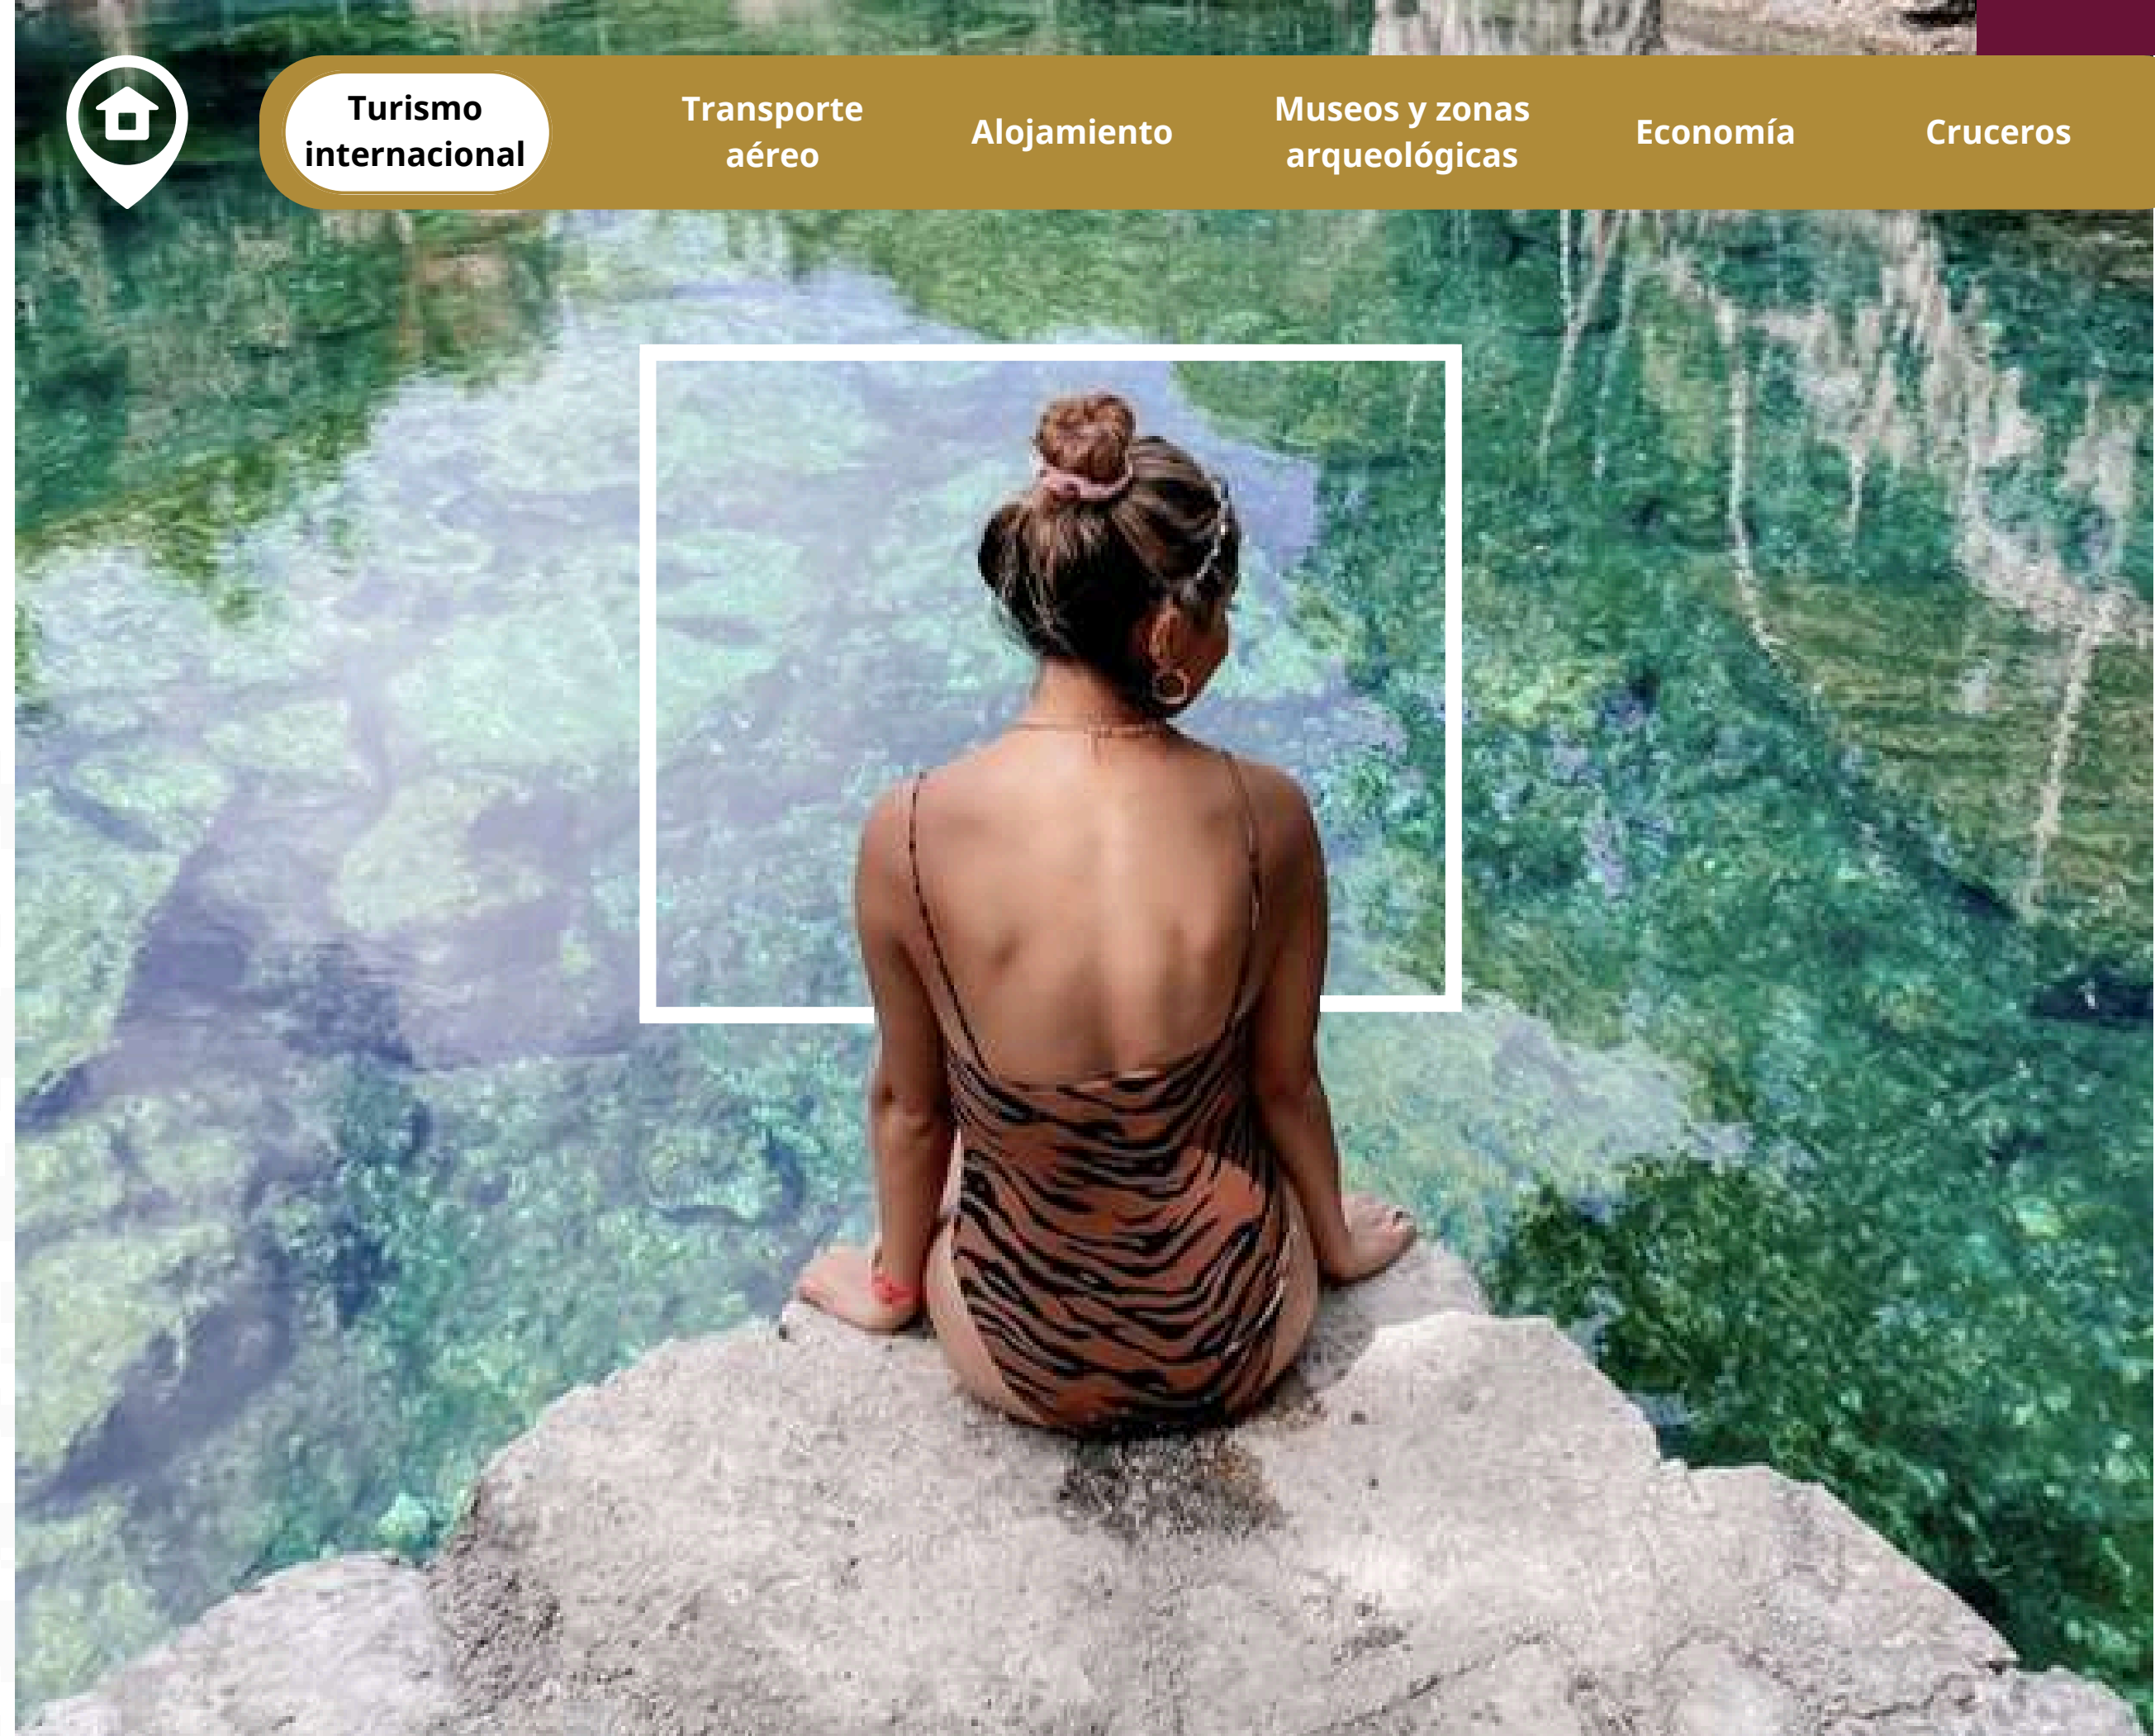 Turismo
internacional
Transporte
aéreo
Alojamiento
Museos y zonas
arqueológicas
Economía
Cruceros